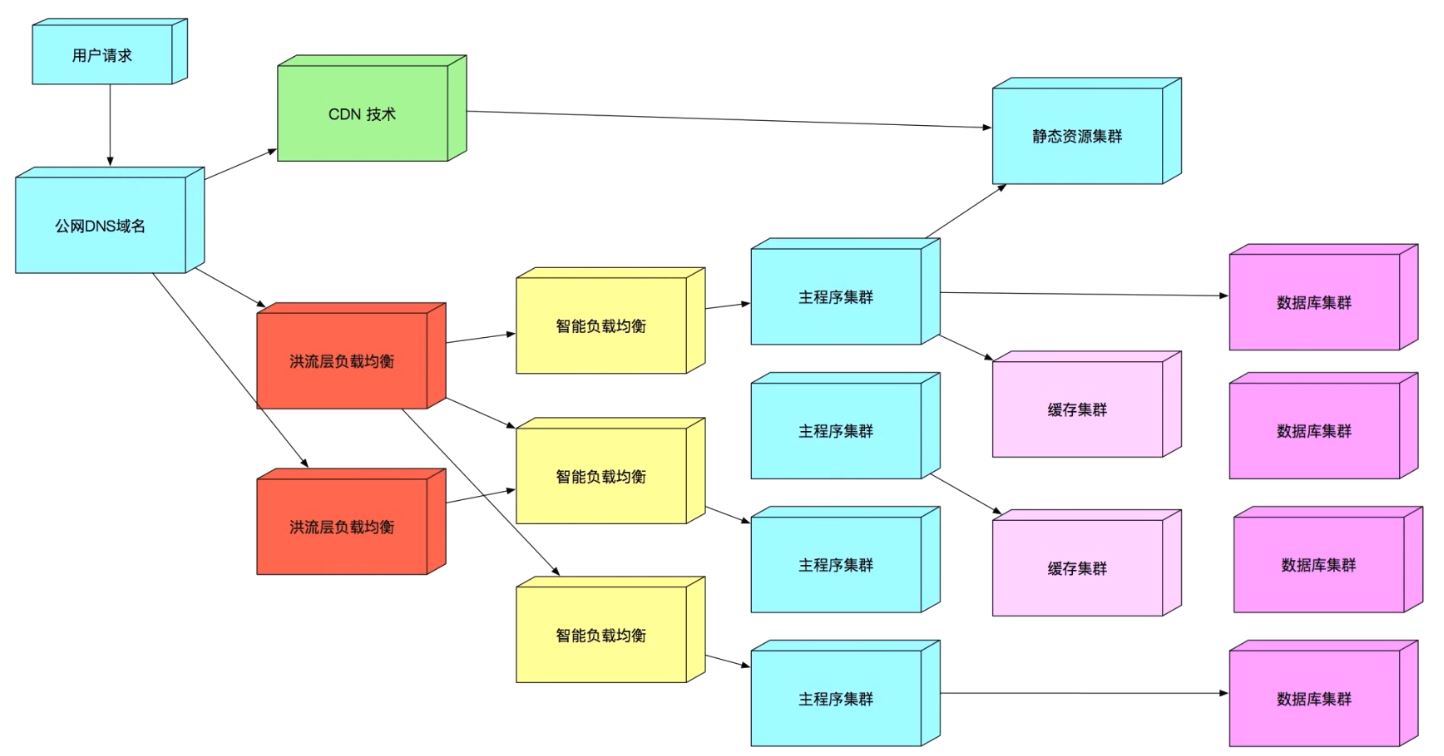 用户请求
CDN 技术
静态资源集群
公网DNS域名
主程序集群
数据库集群
智能负载均衡
洪流层负载均衡
缓存集群
主程序集群
数据库集群
智能负载均衡
洪流层负载均衡
主程序集群
缓存集群
数据库集群
智能负载均衡
主程序集群
数据库集群